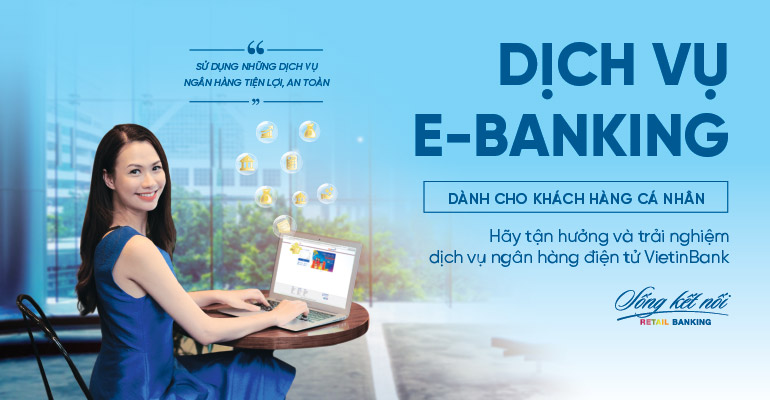 “
SỬ DỤNG NHỮNG DỊCH VỤ
NGÂN HÀNG TIỆN LỢI, AN TOÀN
”
DỊCH VỤ
E-BANKING
DÀNH CHO KHÁCH HÀNG CÁ NHÂN
Hãy tận hưởng và trải nghiệm
dịch vụ ngân hàng điện tử VietinBank
Sống kết nối
RETAIL BANKING